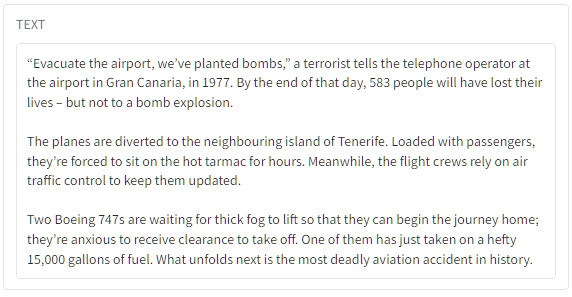 TEXT
“Evacuate the airport, we’ve planted bombs,” a terrorist tells the telephone operator at
the airport in Gran Canaria, in 1977. By the end of that day, 583 people will have lost their
lives – but not to a bomb explosion.
The planes are diverted to the neighbouring island of Tenerife. Loaded with passengers,
they’re forced to sit on the hot tarmac for hours. Meanwhile, the flight crews rely on air
traffic control to keep them updated.
Two Boeing 747s are waiting for thick fog to lift so that they can begin the journey home;
they’re anxious to receive clearance to take off. One of them has just taken on a hefty
15,000 gallons of fuel. What unfolds next is the most deadly aviation accident in history.